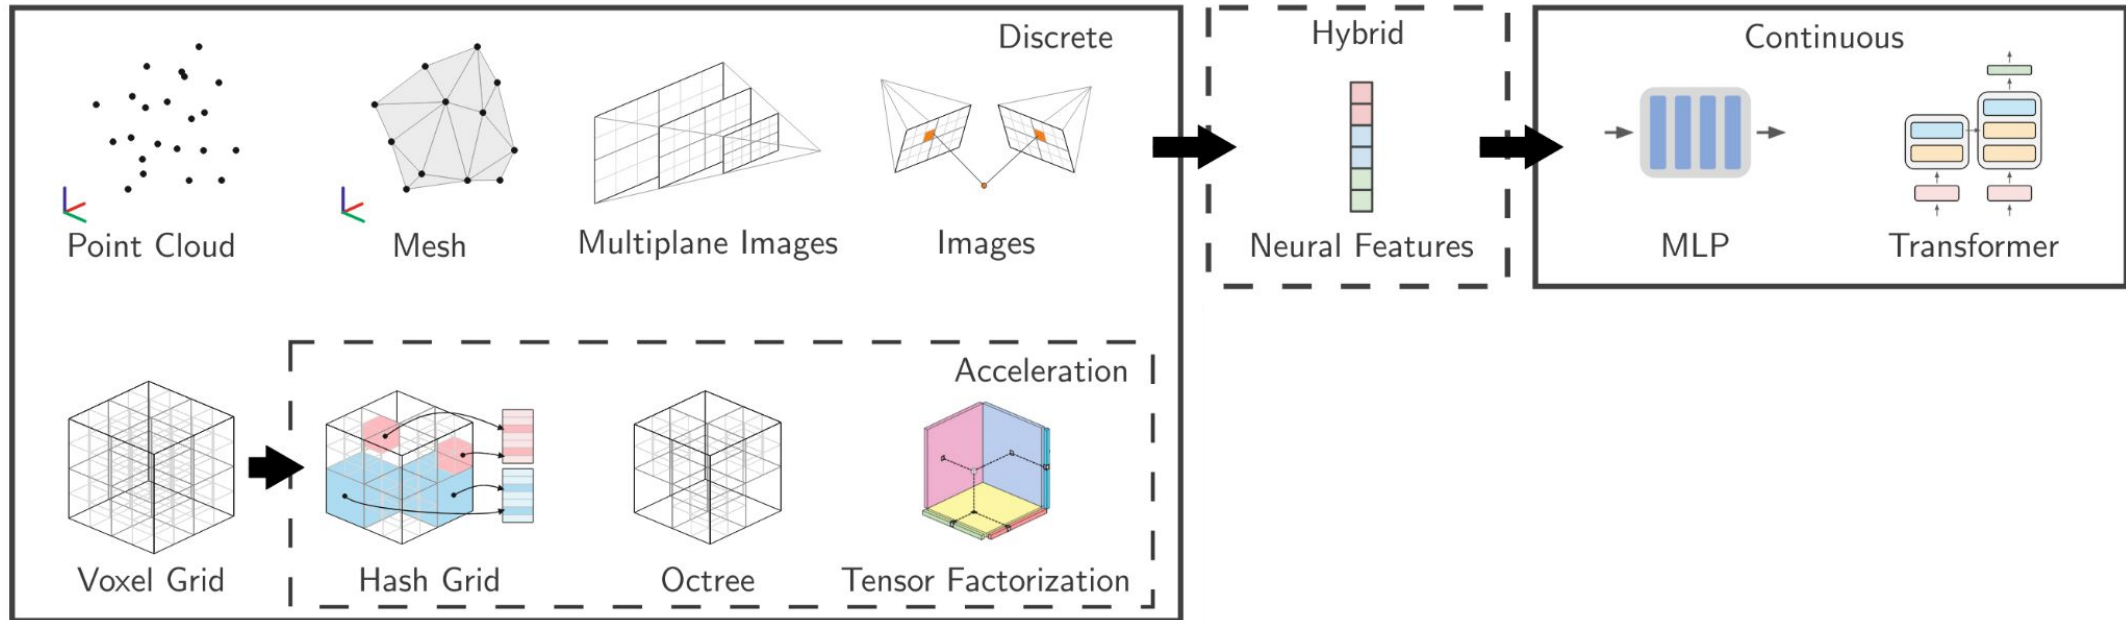 Discrete
Point Cloud
Mesh
Multiplane Images
Images
Hybrid
Neural Features
Continuous
MLP
Transformer
Acceleration
Voxel Grid
Hash Grid
Octree
Tensor Factorization